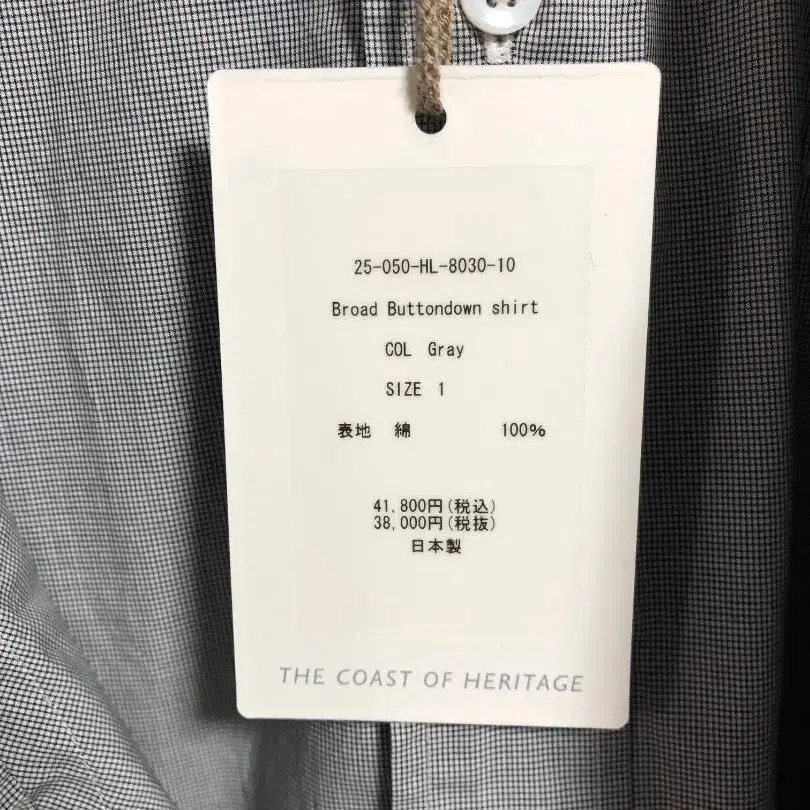 25-050-HL-8030-10
Broad Buttondown shirt
COL Gray
SIZE 1
表地 綿 100%
41,800円(税込)
38,000円(税抜)
日本製
THE COAST OF HERITAGE